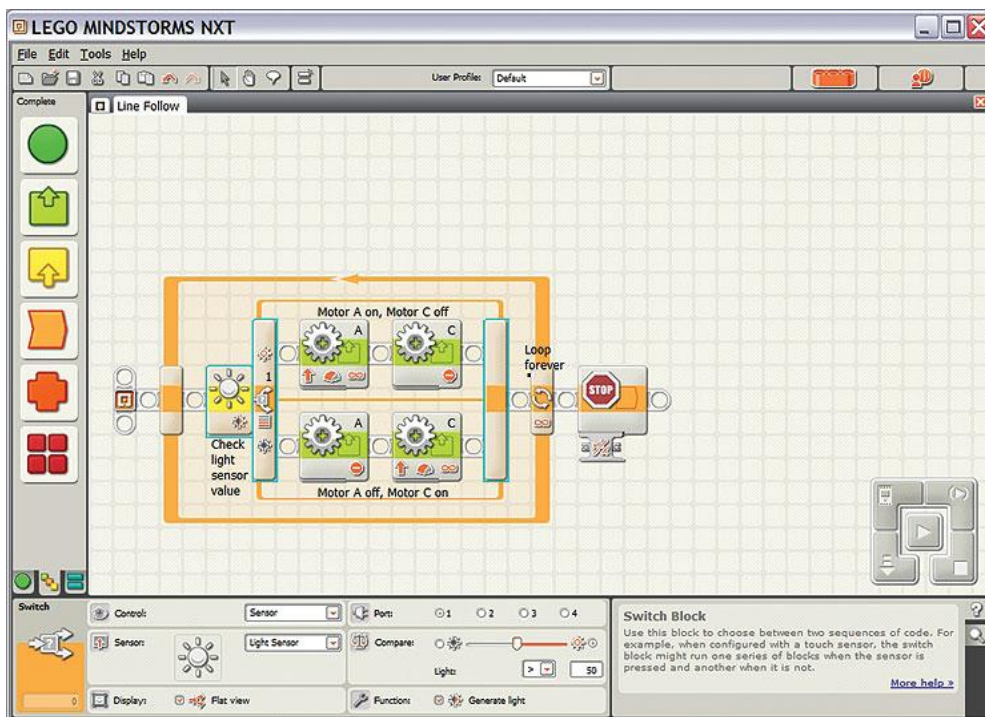 LEGO MINDSTORMS NXT
File Edit Tools Help
User Profile: Default
Complete
Line Follow
Motor A on, Motor C off
A C
1
Loop
forever
STOP
A C
Check
light
sensor
value
Motor A off, Motor C on
Switch
0
Control: Sensor
Sensor: Light Sensor
Display: Flat view
Port: 1 2 3 4
Compare:
Light: > 50
Function: Generate light
Switch Block
Use this block to choose between two sequences of code. For
example, when configured with a touch sensor, the switch
block might run one series of blocks when the sensor is
pressed and another when it is not.
More help »
?